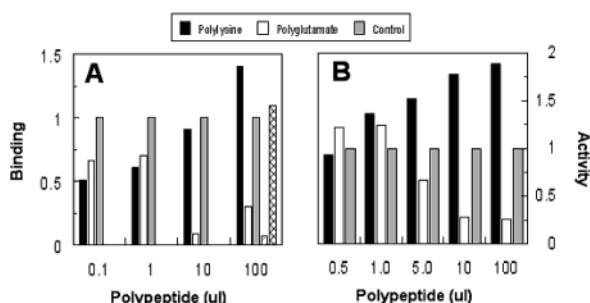 Polylysine Polyglutamate Control
A
B
1.5
1
0.5
0
Binding
2
1.5
1
0.5
0
Activity
0.1 1 10 100
0.5 1.0 5.0 10 100
Polypeptide (ul)
Polypeptide (ul)